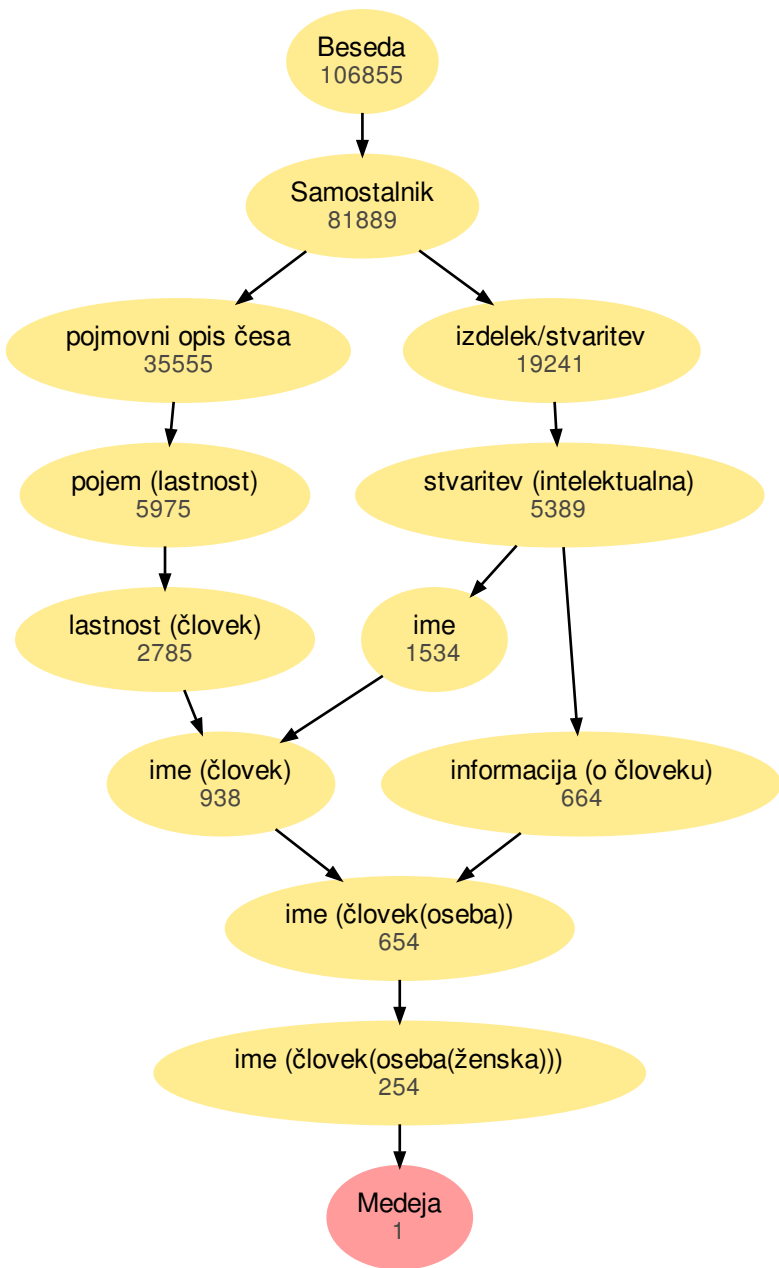 Beseda
106855
Samostalnik
81889
pojmovni opis česa
35555
izdelek/stvaritev
19241
pojem (lastnost)
5975
stvaritev (intelektualna)
5389
lastnost (človek)
2785
ime
1534
ime (človek)
938
informacija (o človeku)
664
ime (človek(oseba))
654
ime (človek(oseba(ženska)))
254
Medeja
1